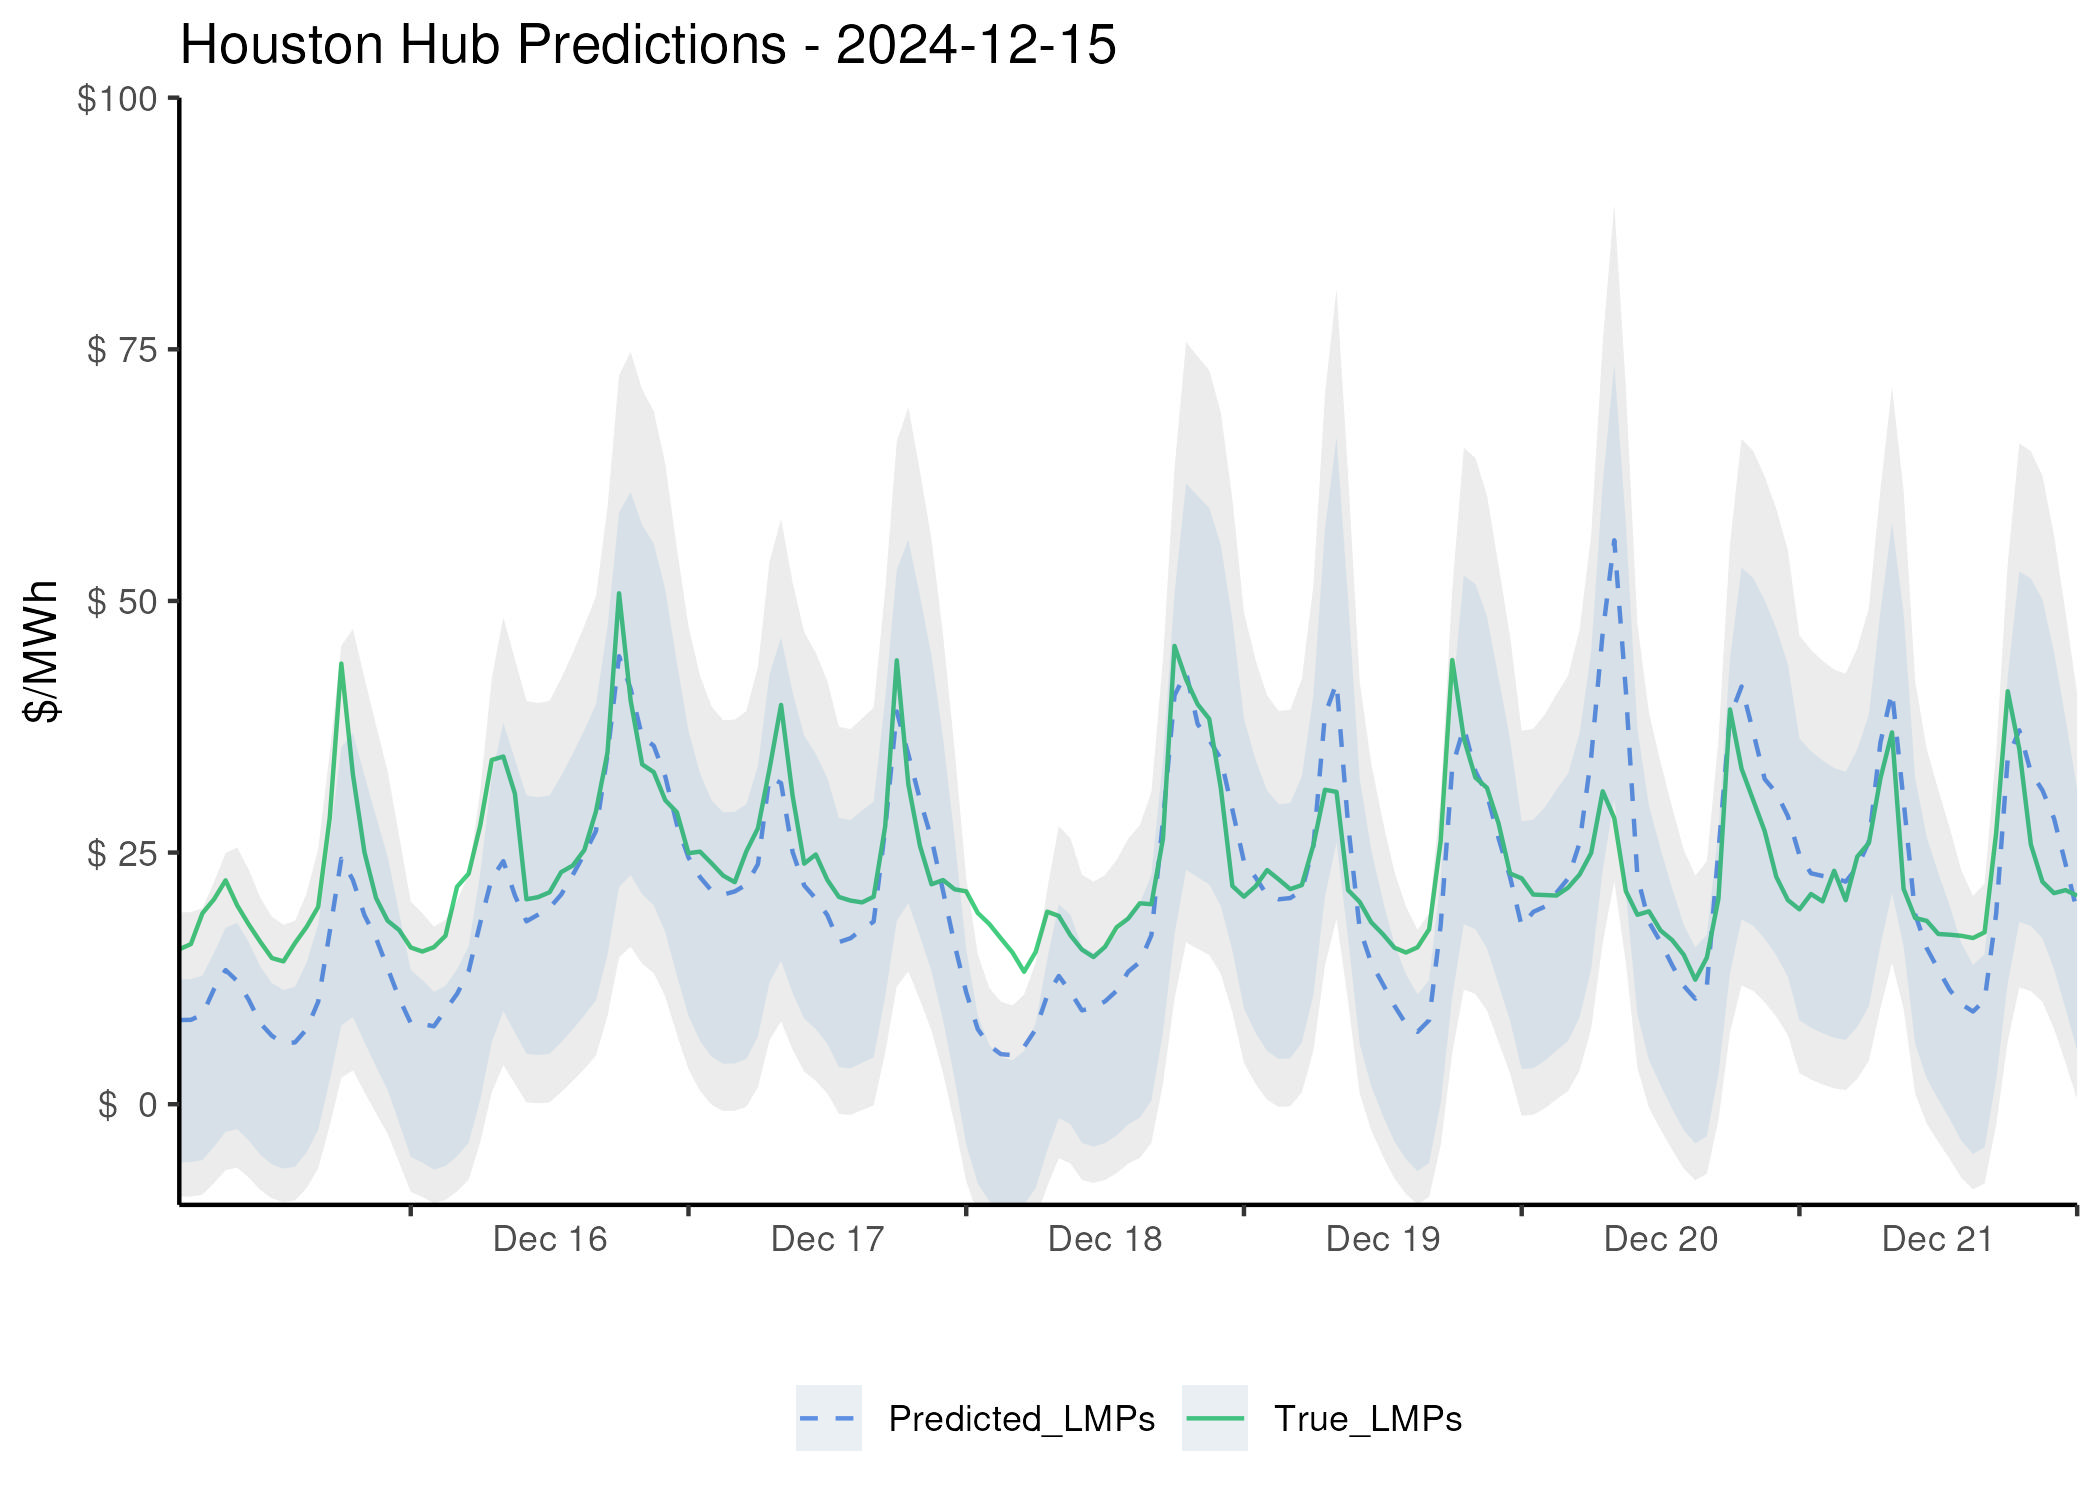 Houston Hub Predictions - 2024-12-15
$100
$ 75
$ 50
$ 25
$ 0
$/MWh
Dec 16
Dec 17
Dec 18
Dec 19
Dec 20
Dec 21
Predicted_LMPs
True_LMPs